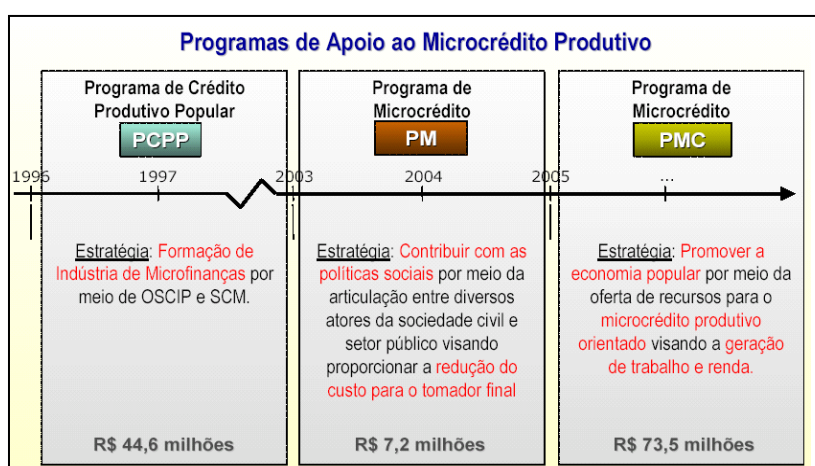 Programas de Apoio ao Microcrédito Produtivo
Programa de Crédito
Produtivo Popular
PCPP
Programa de
Microcrédito
PM
Programa de
Microcrédito
PMC
1996 1997 2003 2004 2005 ...
Estratégia: Formação de
Indústria de Microfinanças por
meio de OSCIP e SCM.
R$ 44,6 milhões
Estratégia: Contribuir com as
políticas sociais por meio da
articulação entre diversos
atores da sociedade civil e
setor público visando
proporcionar a redução do
custo para o tomador final
R$ 7,2 milhões
Estratégia: Promover a
economia popular por meio da
oferta de recursos para o
microcrédito produtivo
orientado visando a geração
de trabalho e renda.
R$ 73,5 milhões